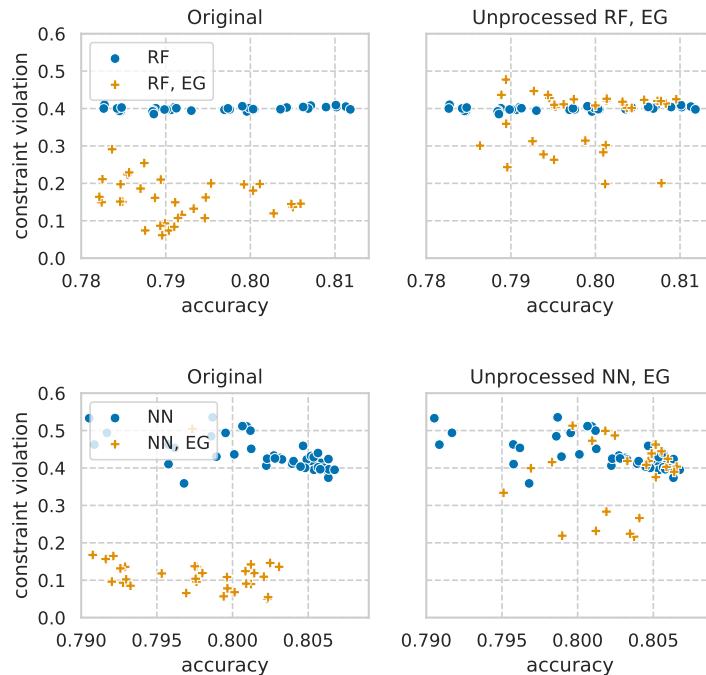 Original
Unprocessed RF, EG
0.6
0.5
0.4
0.3
0.2
0.1
0.0
constraint violation
RF
RF, EG
0.78 0.79 0.80 0.81
accuracy
0.78 0.79 0.80 0.81
accuracy
Original
Unprocessed NN, EG
0.6
0.5
0.4
0.3
0.2
0.1
0.0
constraint violation
NN
NN, EG
0.790 0.795 0.800 0.805
accuracy
0.790 0.795 0.800 0.805
accuracy